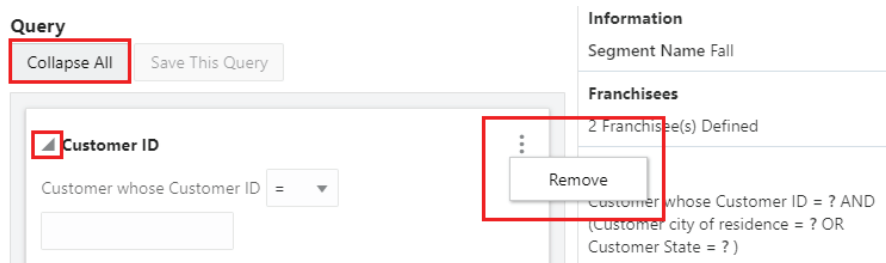 Query
Collapse All
Save This Query
Customer ID
Remove
Customer whose Customer ID =
Information
Segment Name Fall
Franchisees
2 Franchisee(s) Defined
Customer whose Customer ID = ? AND
(Customer city of residence = ? OR
Customer State = ? )